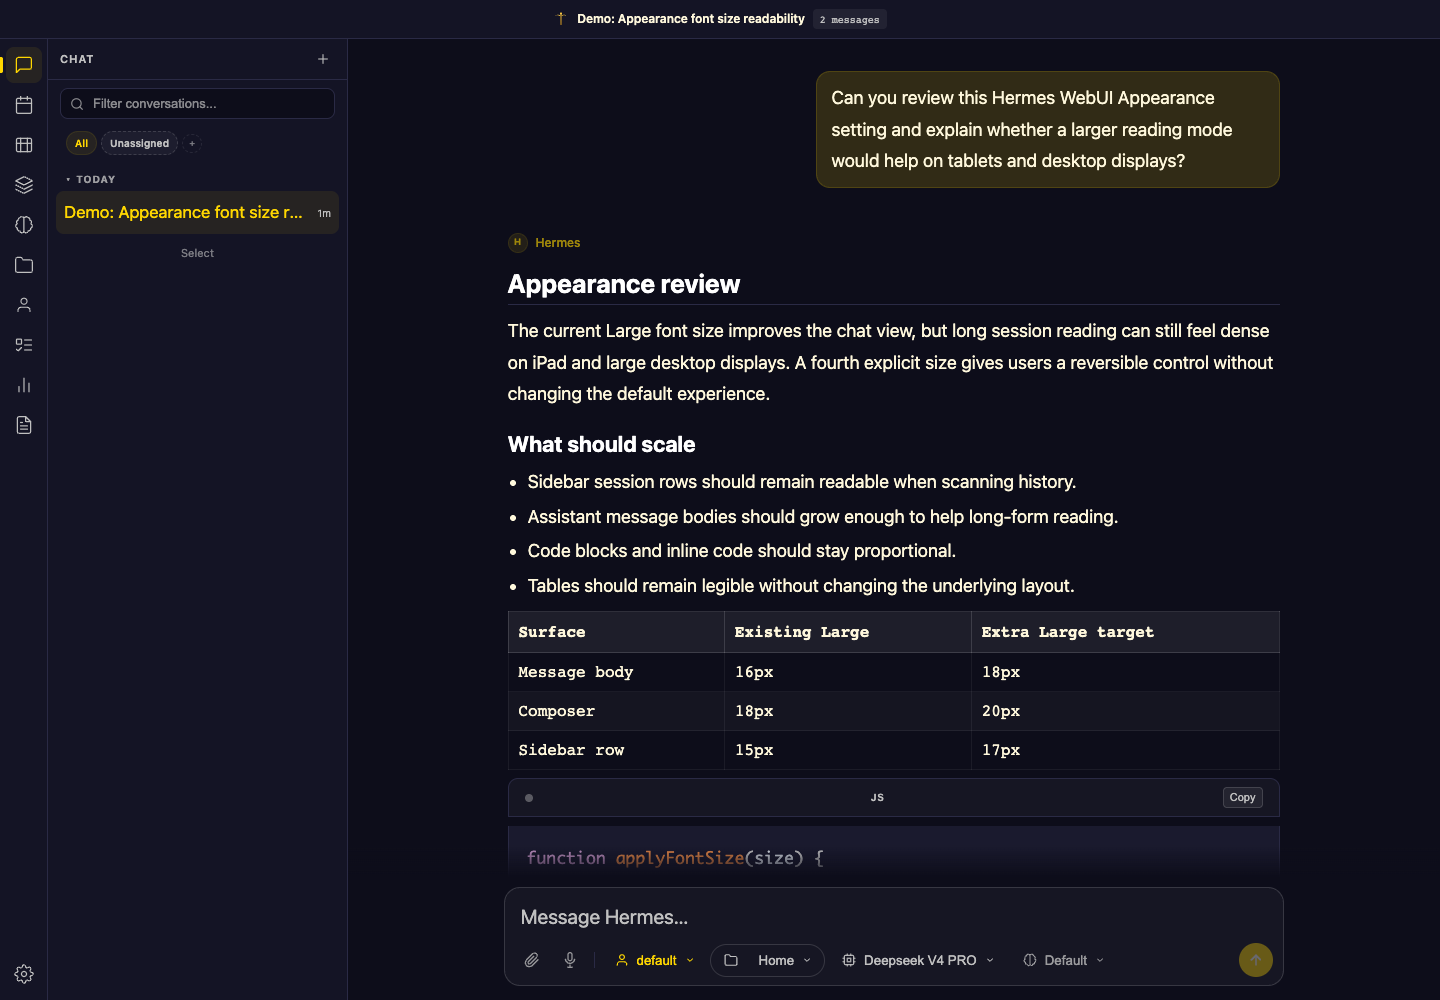 Demo: Appearance font size readability
2 messages
CHAT
Filter conversations...
All
Unassigned
+
TODAY
Demo: Appearance font size r...
1m
Select
Can you review this Hermes WebUI Appearance
setting and explain whether a larger reading mode
would help on tablets and desktop displays?
H
Hermes
Appearance review
The current Large font size improves the chat view, but long session reading can still feel dense
on iPad and large desktop displays. A fourth explicit size gives users a reversible control without
changing the default experience.
What should scale
• Sidebar session rows should remain readable when scanning history.
• Assistant message bodies should grow enough to help long-form reading.
• Code blocks and inline code should stay proportional.
• Tables should remain legible without changing the underlying layout.
Surface Existing Large Extra Large target
Message body 16px 18px
Composer 18px 20px
Sidebar row 15px 17px
JS
Copy
function applyFontSize(size) {
Message Hermes...
default
Home
Deepseek V4 PRO
Default